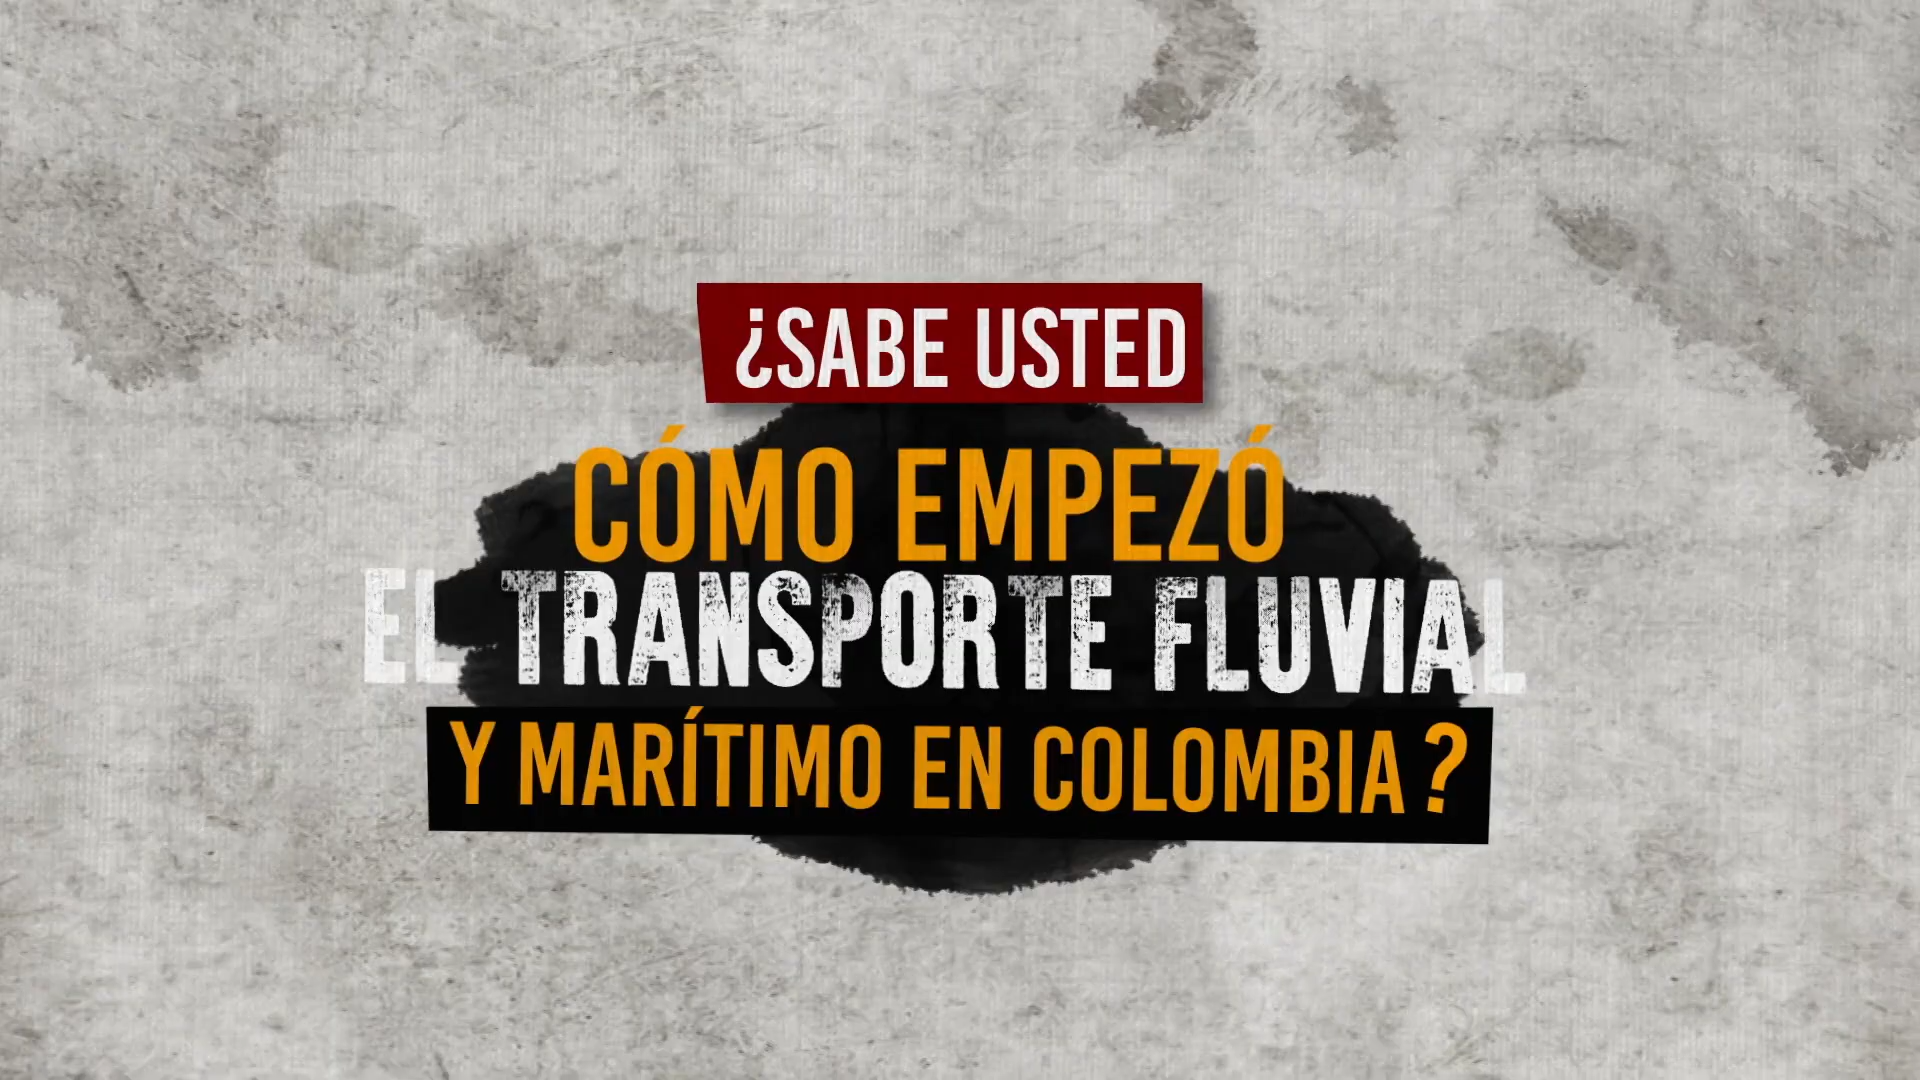 ¿SABE USTED
CÓMO EMPEZÓ
EL TRANSPORTE FLUVIAL
Y MARÍTIMO EN COLOMBIA?